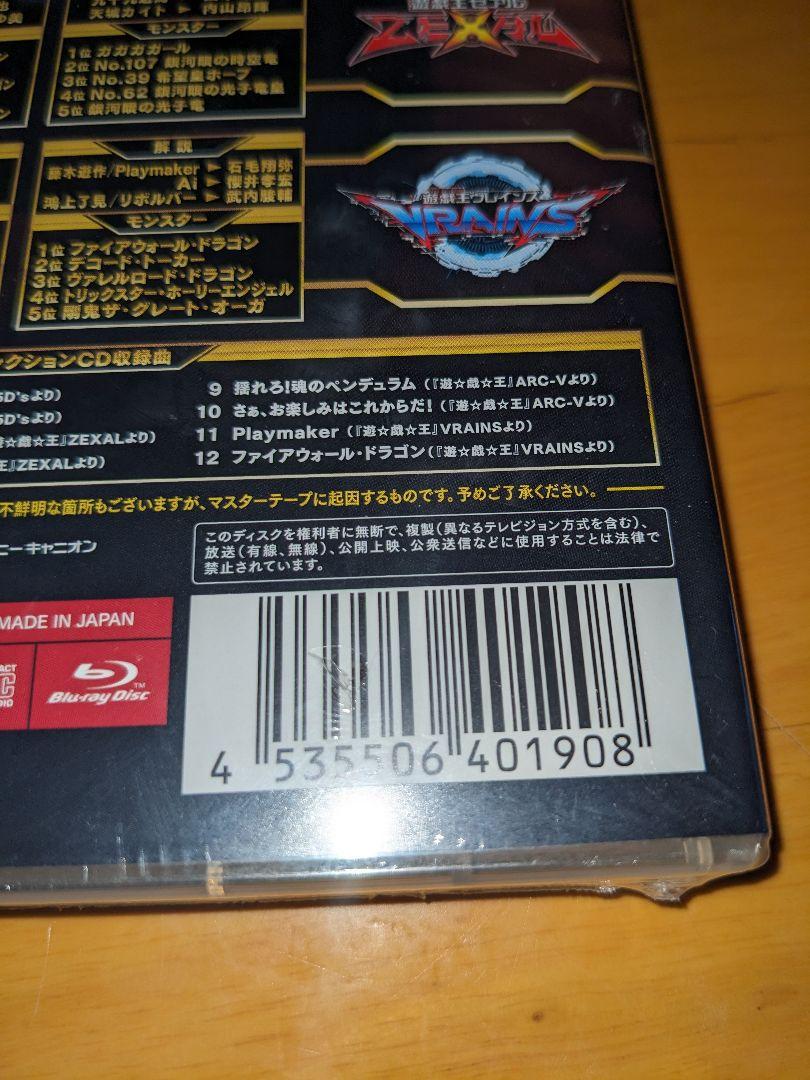 天城カイト ▶ 内山昂輝
モンスター
1位 ガガガガール
2位 No.107 銀河眼の時空竜
3位 No.39 希望皇ホープ
4位 No.62 銀河眼の光子竜皇
5位 銀河眼の光子竜
遊戯王ゼアル
ZEXAL
解説
藤木遊作/Playmaker ▶ 石毛翔弥
Ai ▶ 櫻井孝宏
鴻上了見/リボルバー ▶ 武内駿輔
モンスター
1位 ファイアウォール・ドラゴン
2位 デコード・トーカー
3位 ヴァレルロード・ドラゴン
4位 トリックスター・ホーリーエンジェル
5位 剛鬼ザ・グレート・オーガ
遊戯王ヴレインズ
VRAINS
クションCD収録曲
5D'sより)
5D'sより)
遊☆戯☆王』ZEXALより)
王』ZEXALより)
9 揺れろ!魂のペンデュラム (『遊☆戯☆王』ARC-Vより)
10 さぁ、お楽しみはこれからだ! (『遊☆戯☆王』ARC-Vより)
11 Playmaker (『遊☆戯☆王』VRAINSより)
12 ファイアウォール・ドラゴン (『遊☆戯☆王』VRAINSより)
不鮮明な箇所もございますが、マスターテープに起因するものです。予めご了承ください。
ニーキャニオン
このディスクを権利者に無断で、複製(異なるテレビジョン方式を含む)、
放送(有線、無線)、公開上映、公衆送信などに使用することは法律で
禁止されています。
MADE IN JAPAN
Blu-ray Disc
TM
4 535506 401908